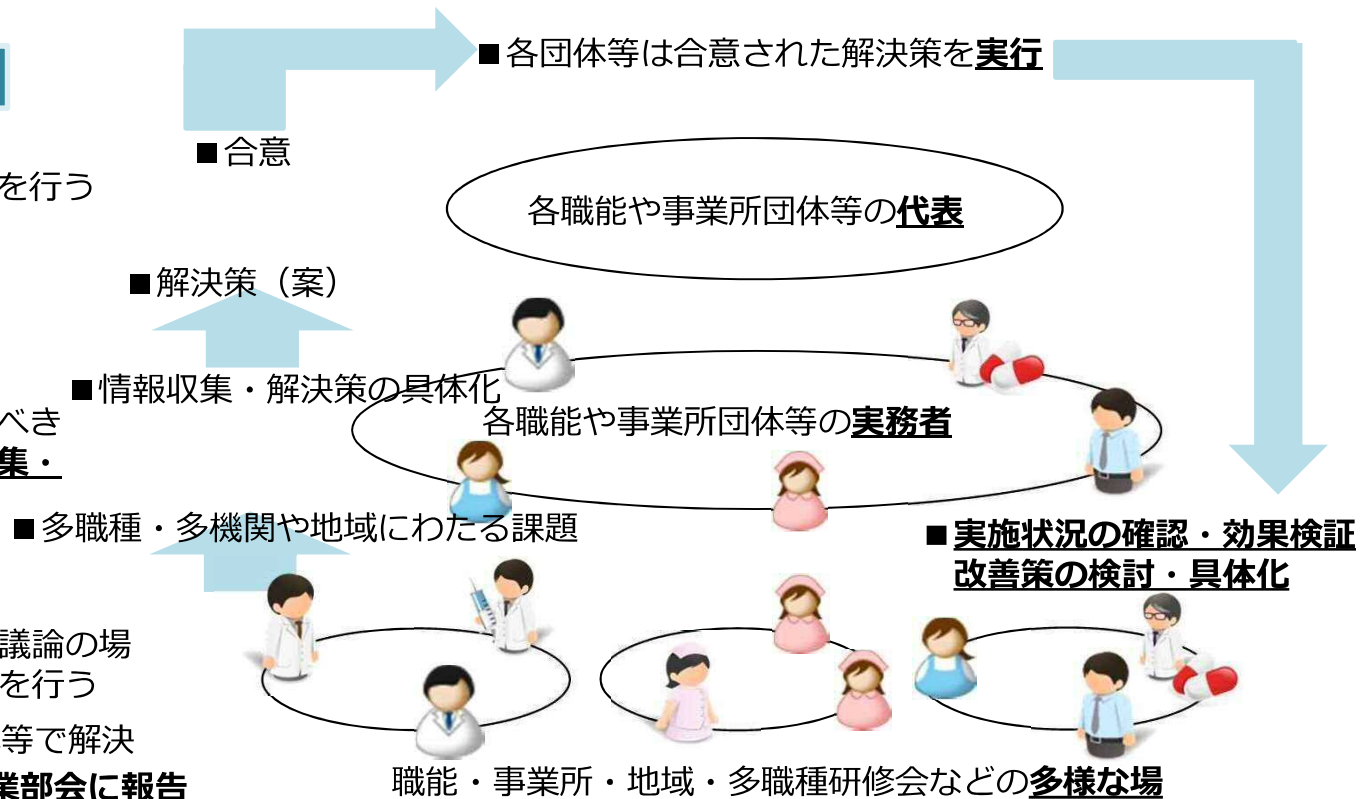 ■各団体等は合意された解決策を実行
■合意
を行う
各職能や事業所団体等の代表
■解決策（案）
■情報収集・解決策の具体化
べき
各職能や事業所団体等の実務者
集・
■多職種・多機関や地域にわたる課題
■実施状況の確認・効果検証
改善策の検討・具体化
議論の場
を行う
等で解決
業部会に報告
職能・事業所・地域・多職種研修会などの多様な場